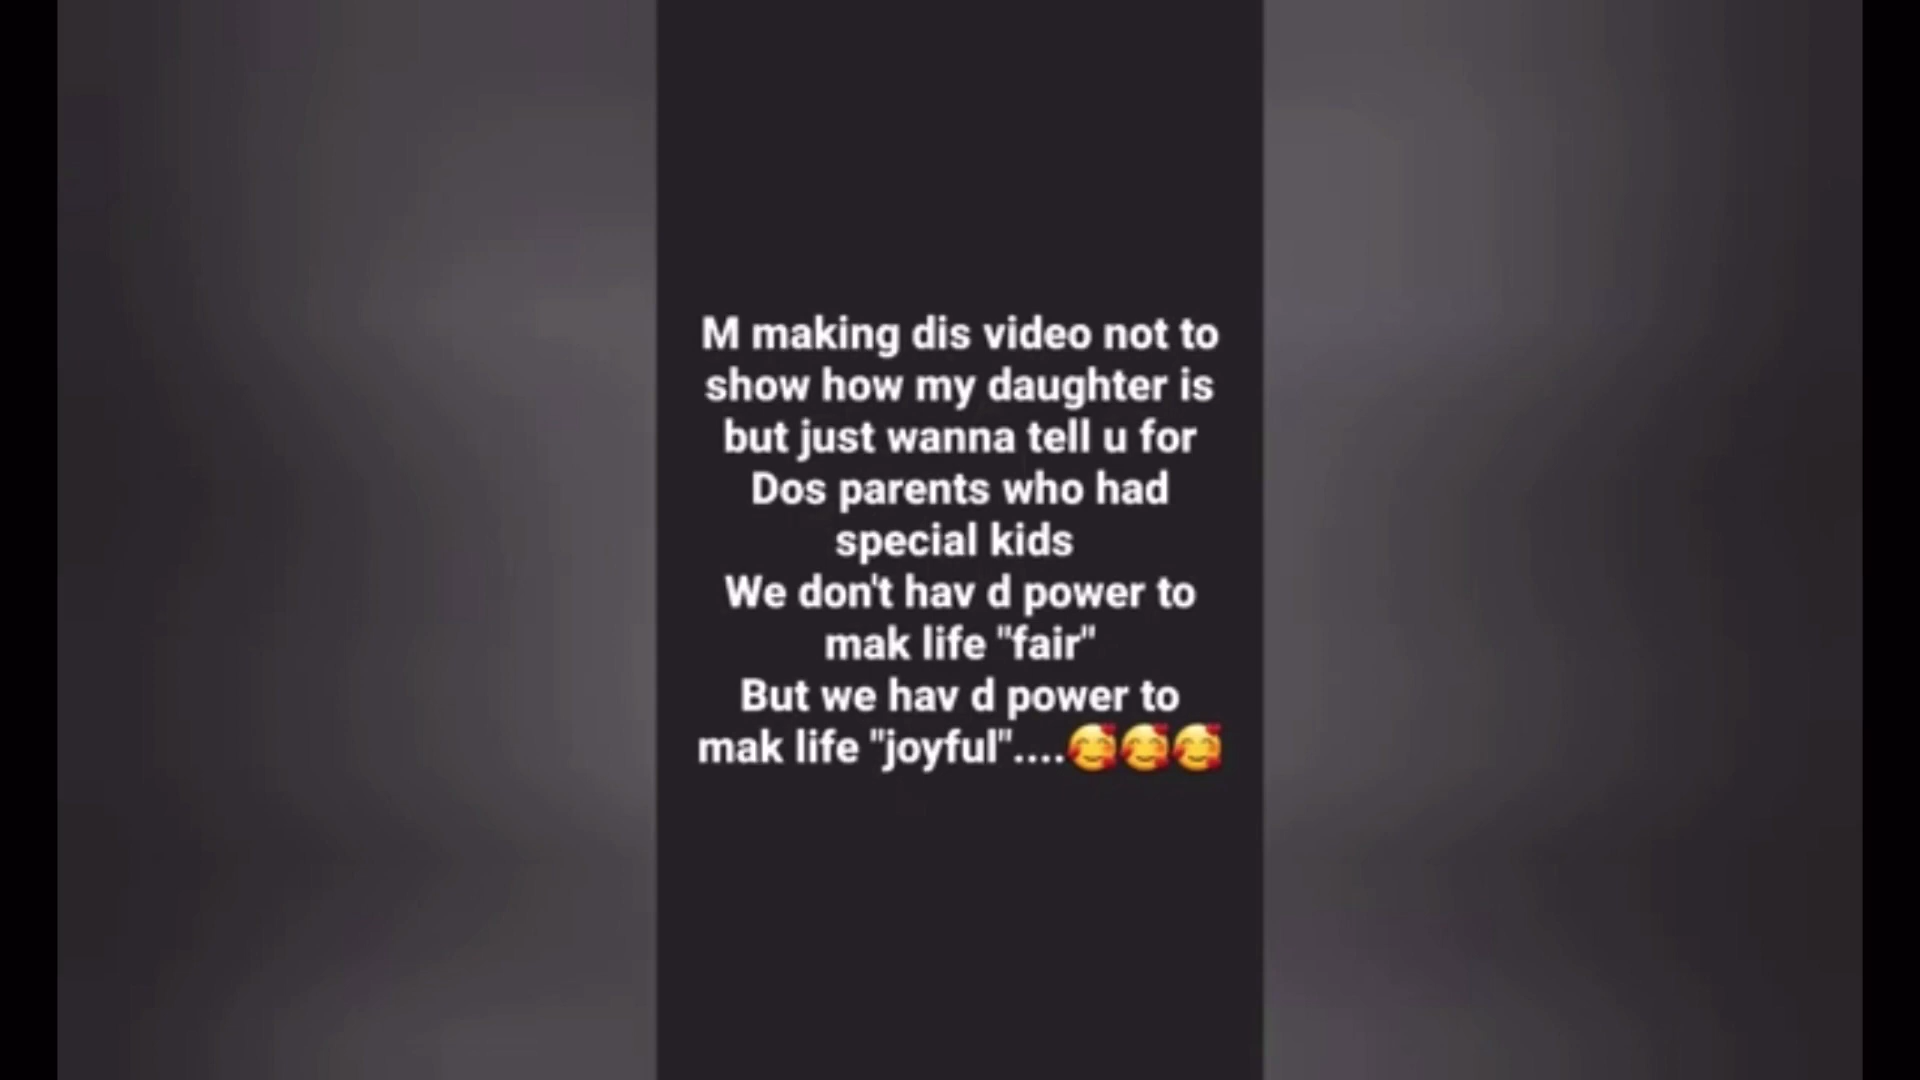 M making dis video not to
show how my daughter is
but just wanna tell u for
Dos parents who had
special kids
We don't hav d power to
mak life "fair"
But we hav d power to
mak life "joyful"....🥰🥰🥰